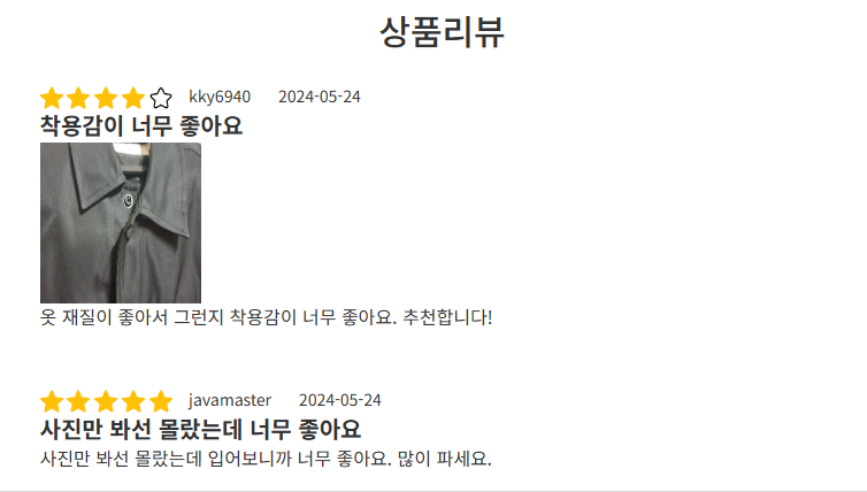 상품리뷰
kky6940 2024-05-24
착용감이 너무 좋아요
옷 재질이 좋아서 그런지 착용감이 너무 좋아요. 추천합니다!
javamaster 2024-05-24
사진만 봐선 몰랐는데 너무 좋아요
사진만 봐선 몰랐는데 입어보니까 너무 좋아요. 많이 파세요.